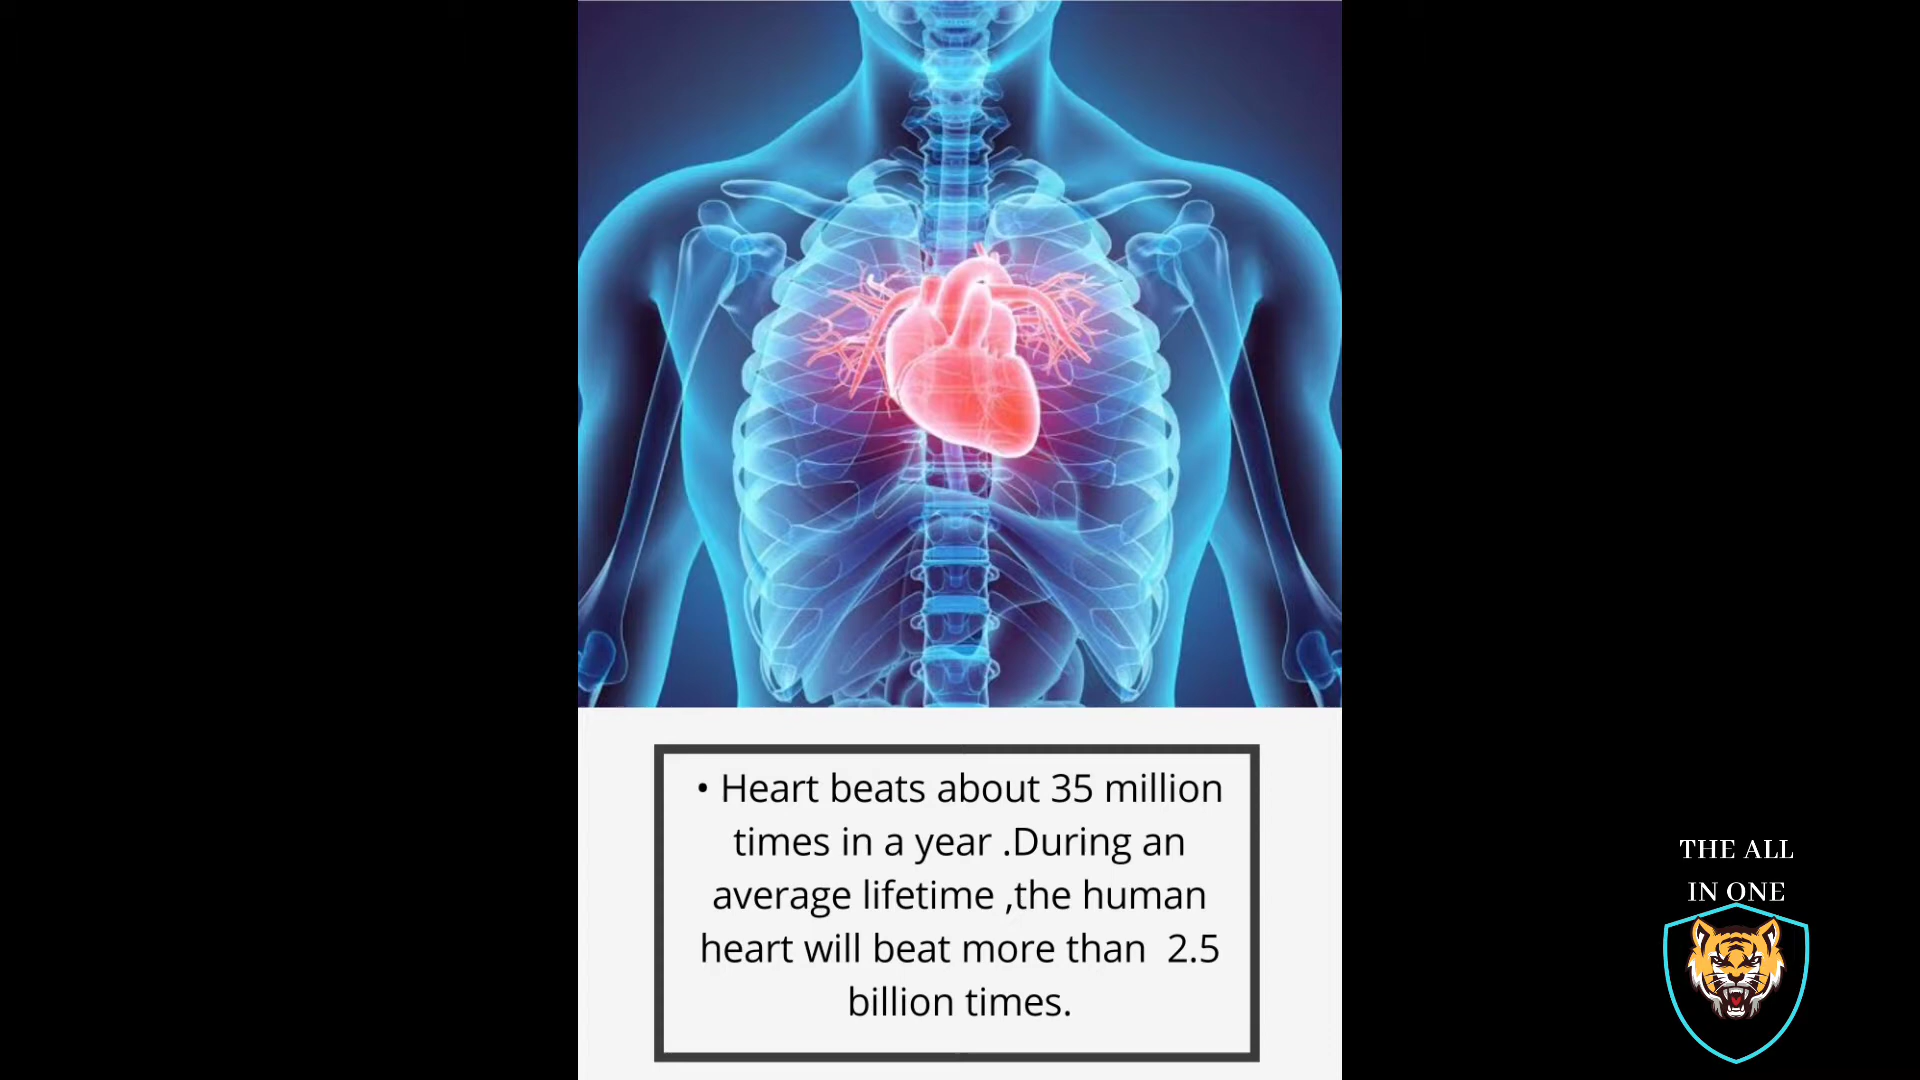 • Heart beats about 35 million
times in a year .During an
average lifetime ,the human
heart will beat more than  2.5
billion times.
THE ALL
IN ONE